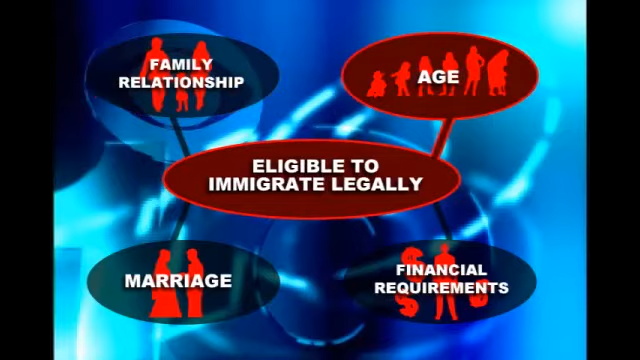 FAMILY
RELATIONSHIP
AGE
ELIGIBLE TO
IMMIGRATE LEGALLY
MARRIAGE
FINANCIAL
REQUIREMENTS